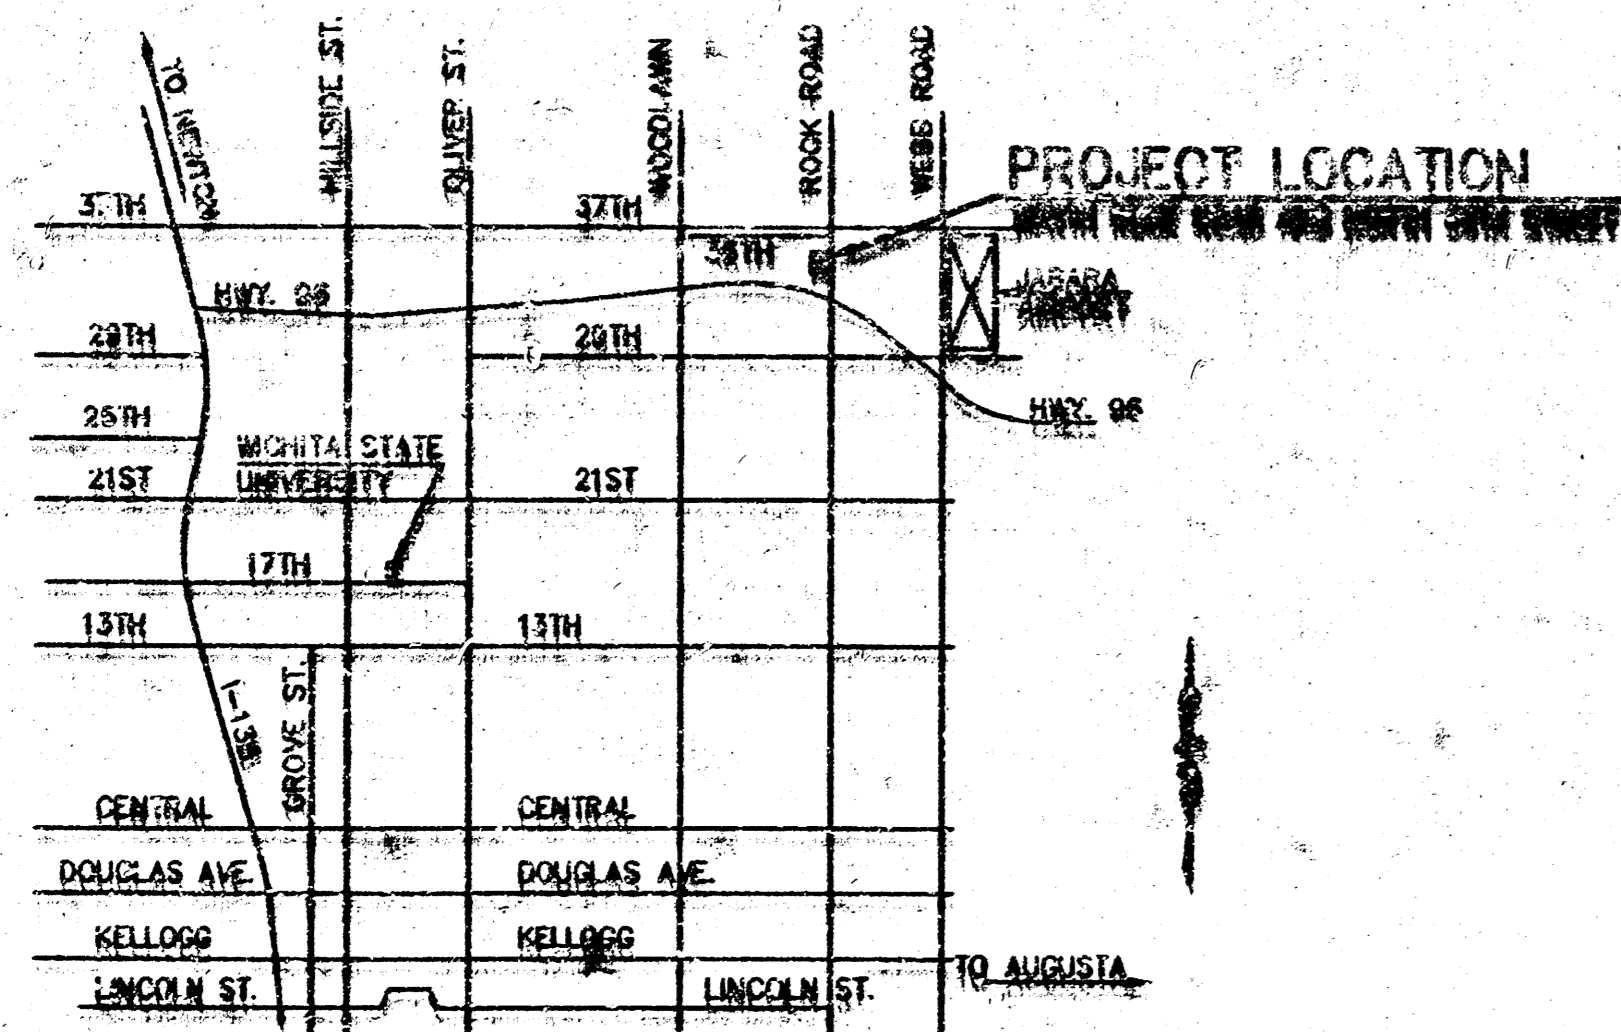 HILLSIDE ST.
OLIVER ST.
WOODLAWN
ROCK ROAD
WEBB ROAD
TO NEWTON
PROJECT LOCATION
37TH
37TH
HWY. 96
JABARA
AIRPORT
29TH
29TH
HWY. 96
25TH
WICHITA STATE
UNIVERSITY
21ST
21ST
17TH
13TH
13TH
I-135
GROVE ST.
CENTRAL
CENTRAL
DOUGLAS AVE.
DOUGLAS AVE.
KELLOGG
KELLOGG
TO AUGUSTA
LINCOLN ST.
LINCOLN ST.